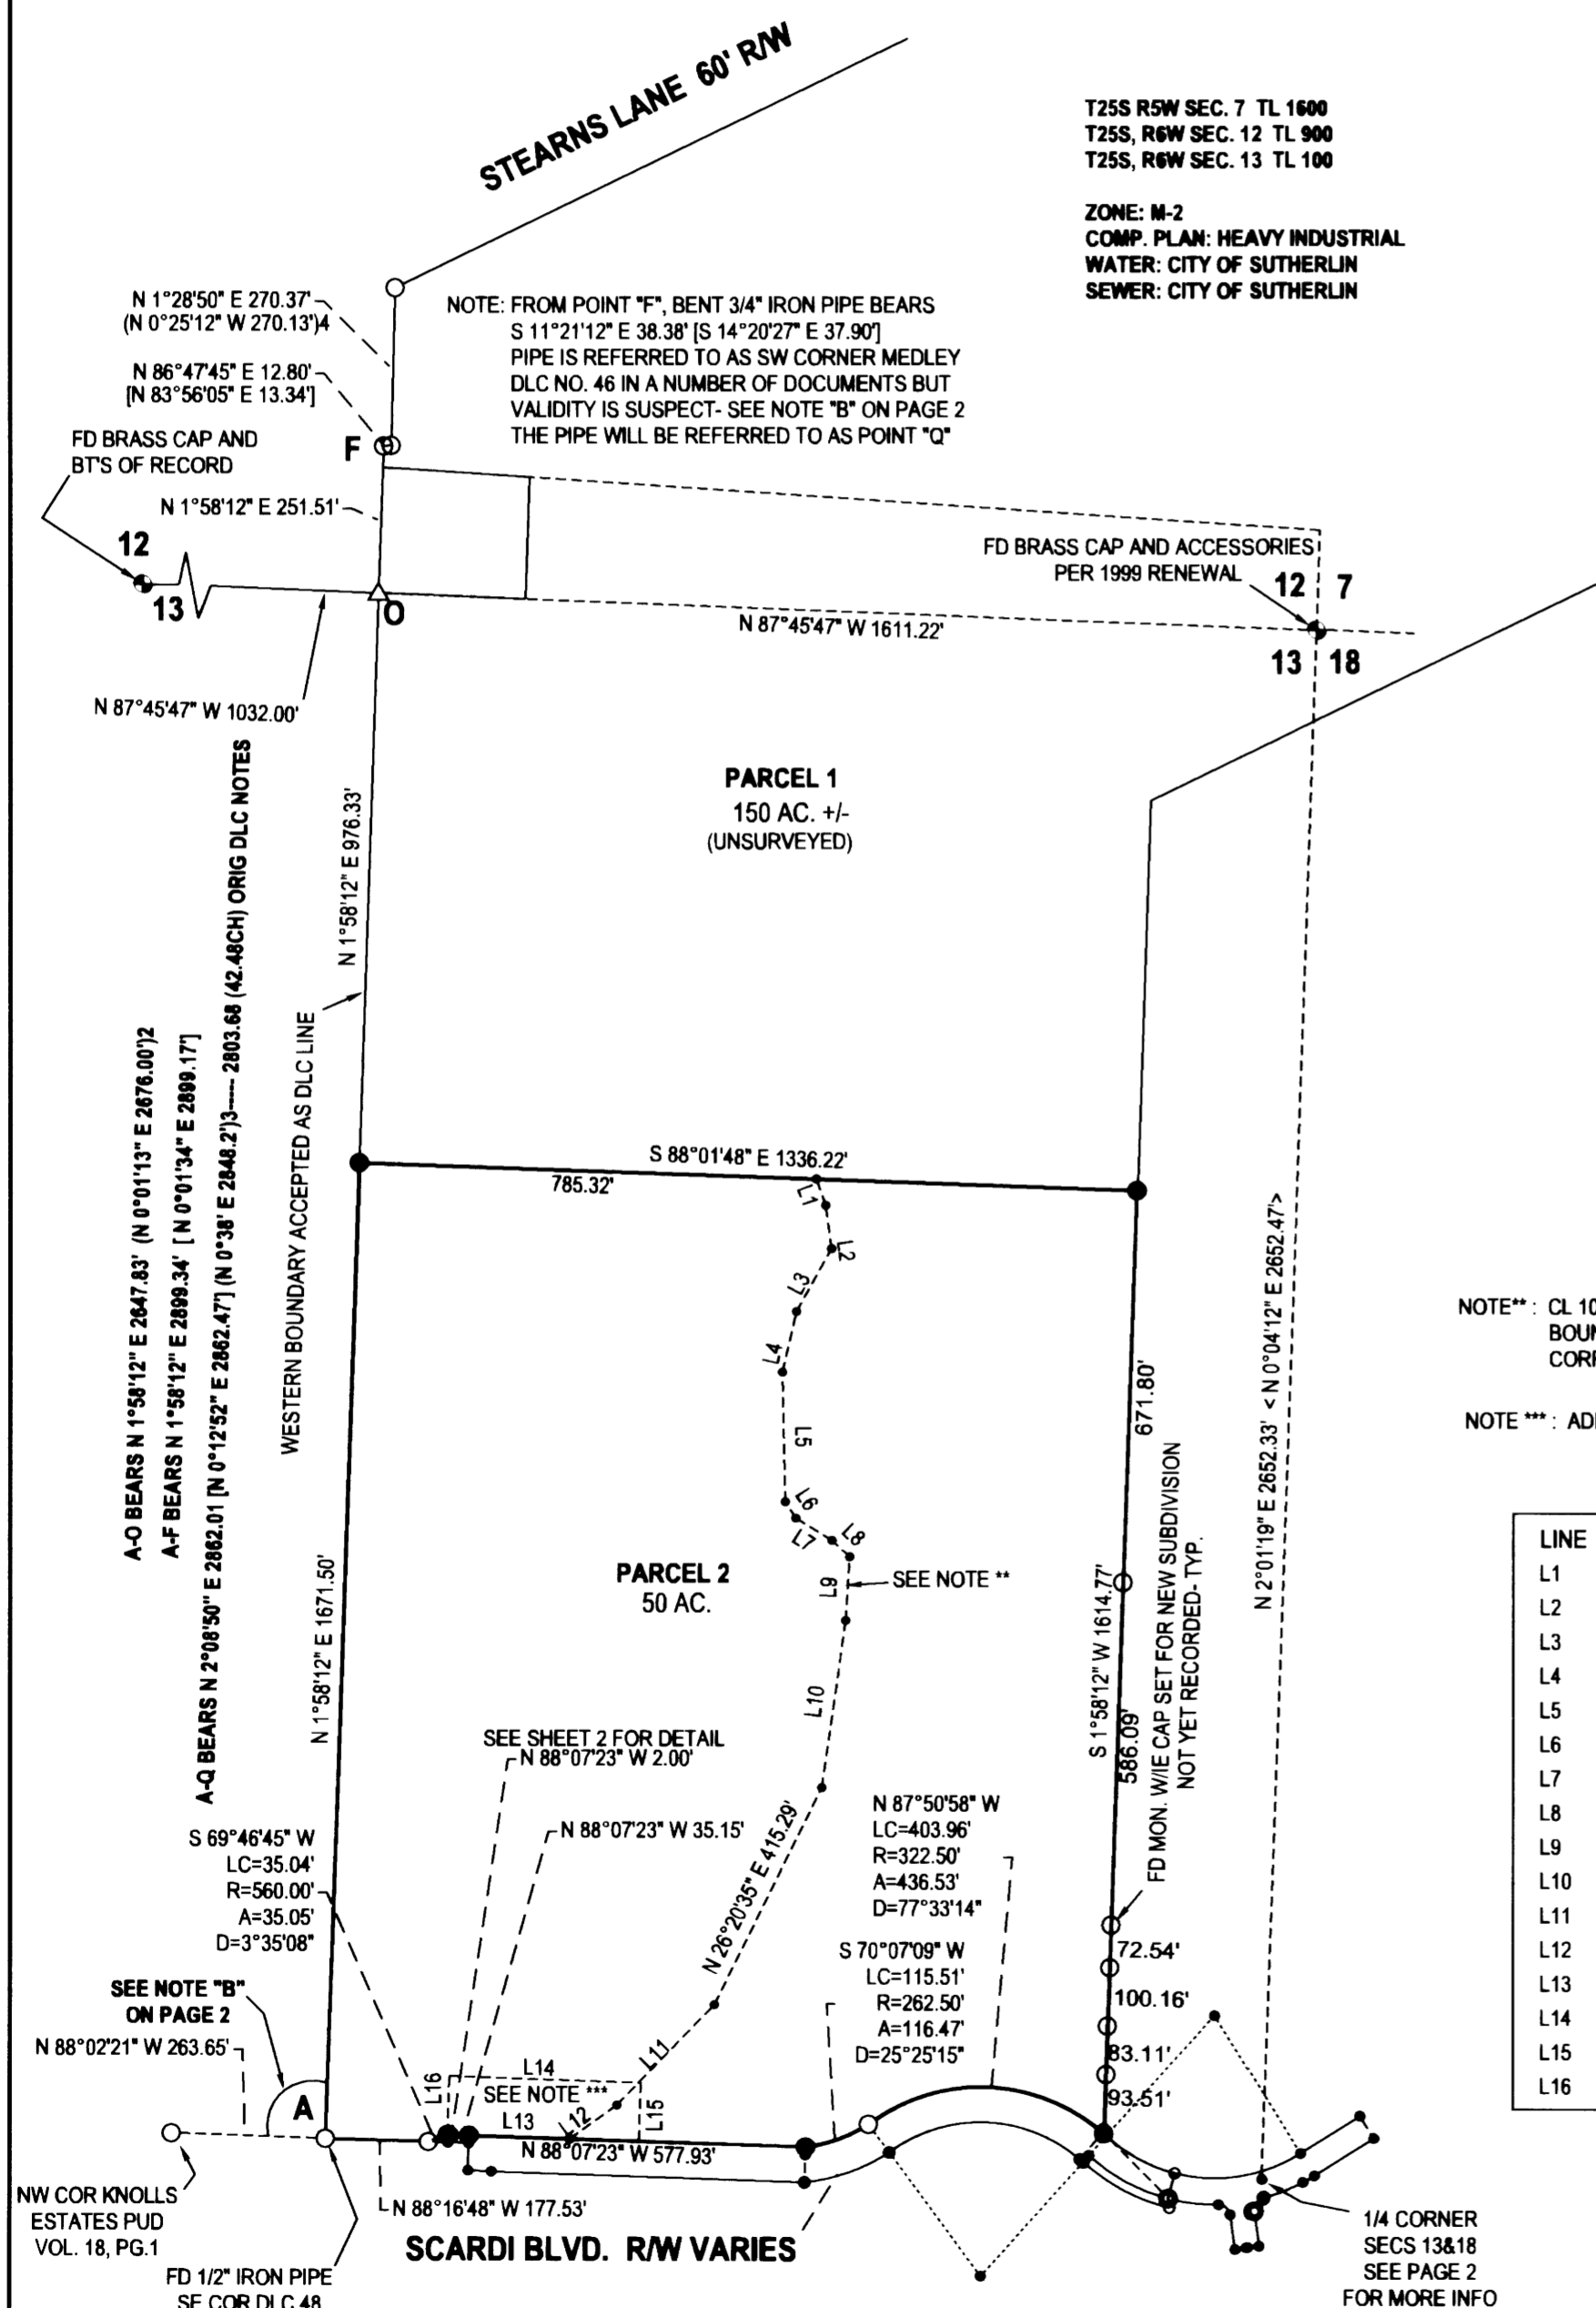 STEARNS LANE 60' R/W
T25S R5W SEC. 7 TL 1600
T25S, R6W SEC. 12 TL 900
T25S, R6W SEC. 13 TL 100
ZONE: M-2
COMP. PLAN: HEAVY INDUSTRIAL
WATER: CITY OF SUTHERLIN
SEWER: CITY OF SUTHERLIN
N 1°28'50" E 270.37'
(N 0°25'12" W 270.13')4
N 86°47'45" E 12.80'
[N 83°56'05" E 13.34']
NOTE: FROM POINT "F", BENT 3/4" IRON PIPE BEARS
S 11°21'12" E 38.38' [S 14°20'27" E 37.90']
PIPE IS REFERRED TO AS SW CORNER MEDLEY
DLC NO. 46 IN A NUMBER OF DOCUMENTS BUT
VALIDITY IS SUSPECT- SEE NOTE "B" ON PAGE 2
THE PIPE WILL BE REFERRED TO AS POINT "Q"
FD BRASS CAP AND
BT'S OF RECORD
F
N 1°58'12" E 251.51'
12
13
O
FD BRASS CAP AND ACCESSORIES
PER 1999 RENEWAL
12 7
13 18
N 87°45'47" W 1611.22'
N 87°45'47" W 1032.00'
PARCEL 1
150 AC. +/-
(UNSURVEYED)
N 1°58'12" E 976.33'
A-O BEARS N 1°58'12" E 2647.83' (N 0°01'13" E 2676.00')2
A-F BEARS N 1°58'12" E 2899.34' [ N 0°01'34" E 2899.17']
A-Q BEARS N 2°08'50" E 2862.01 [N 0°12'52" E 2862.47'] (N 0°38' E 2848.2')3----- 2803.68 (42.48CH) ORIG DLC NOTES
WESTERN BOUNDARY ACCEPTED AS DLC LINE
S 88°01'48" E 1336.22'
785.32'
L1
L2
L3
L4
L5
L6
L7
L8
L9
SEE NOTE **
L10
PARCEL 2
50 AC.
N 1°58'12" E 1671.50'
671.80'
S 1°58'12" W 1614.77'
586.09'
FD MON. W/IE CAP SET FOR NEW SUBDIVISION
NOT YET RECORDED- TYP.
N 2°01'19" E 2652.33' < N 0°04'12" E 2652.47'>
NOTE** : CL 10
BOUN
CORR
NOTE *** : ADD
LINE
L1
L2
L3
L4
L5
L6
L7
L8
L9
L10
L11
L12
L13
L14
L15
L16
SEE SHEET 2 FOR DETAIL
N 88°07'23" W 2.00'
N 88°07'23" W 35.15'
N 26°20'35" E 415.29'
S 69°46'45" W
LC=35.04'
R=560.00'
A=35.05'
D=3°35'08"
N 87°50'58" W
LC=403.96'
R=322.50'
A=436.53'
D=77°33'14"
S 70°07'09" W
LC=115.51'
R=262.50'
A=116.47'
D=25°25'15"
72.54'
100.16'
83.11'
93.51'
SEE NOTE "B"
ON PAGE 2
N 88°02'21" W 263.65'
A
L11
L14
L16
SEE NOTE ***
L15
L13
L12
N 88°07'23" W 577.93'
N 88°16'48" W 177.53'
NW COR KNOLLS
ESTATES PUD
VOL. 18, PG.1
SCARDI BLVD. R/W VARIES
FD 1/2" IRON PIPE
SE COR DLC 48
1/4 CORNER
SECS 13&18
SEE PAGE 2
FOR MORE INFO